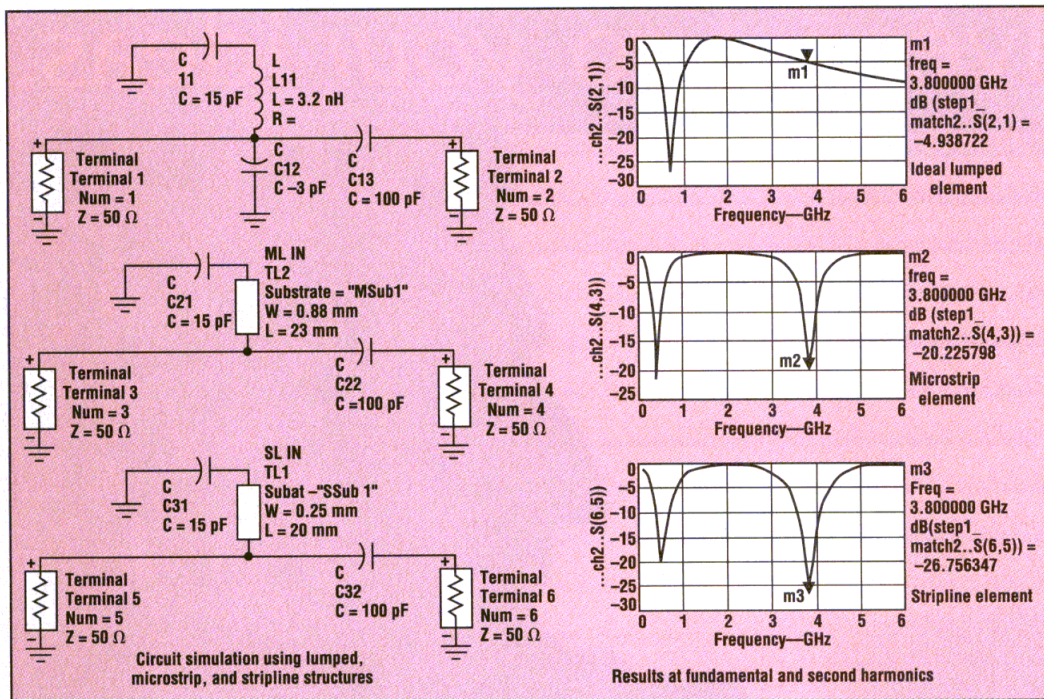 C
11
C = 15 pF
L
L11
L = 3.2 nH
R =
+
Terminal
Terminal 1
Num = 1
Z = 50 Ω
−
C
C12
C −3 pF
C
C13
C = 100 pF
+
Terminal
Terminal 2
Num = 2
Z = 50 Ω
−
ML IN
TL2
Substrate = "MSub1"
W = 0.88 mm
L = 23 mm
C
C21
C = 15 pF
+
Terminal
Terminal 3
Num = 3
Z = 50 Ω
−
C
C22
C =100 pF
+
Terminal
Terminal 4
Num = 4
Z = 50 Ω
−
SL IN
TL1
Subat –"SSub 1"
W = 0.25 mm
L = 20 mm
C
C31
C = 15 pF
+
Terminal
Terminal 5
Num = 5
Z = 50 Ω
−
C
C32
C = 100 pF
+
Terminal
Terminal 6
Num = 6
Z = 50 Ω
−
Circuit simulation using lumped,
microstrip, and stripline structures
...ch2..S(2,1)
0
−5
−10
−15
−20
−25
−30
m1
0 1 2 3 4 5 6
Frequency—GHz
m1
freq =
3.800000 GHz
dB (step1_
match2..S(2,1) =
−4.938722
Ideal lumped
element
...ch2..S(4,3))
0
−5
−10
−15
−20
−25
m2
0 1 2 3 4 5 6
Frequency—GHz
m2
freq =
3.800000 GHz
dB (step1_
match2..S(4,3)) =
−20.225798
Microstrip
element
...ch2..S(6.5))
0
−5
−10
−15
−20
−25
−30
m3
0 1 2 3 4 5 6
Frequency—GHz
m3
Freq =
3.800000 GHz
dB(step1_
match2..S(6,5)) =
−26.756347
Stripline element
Results at fundamental and second harmonics